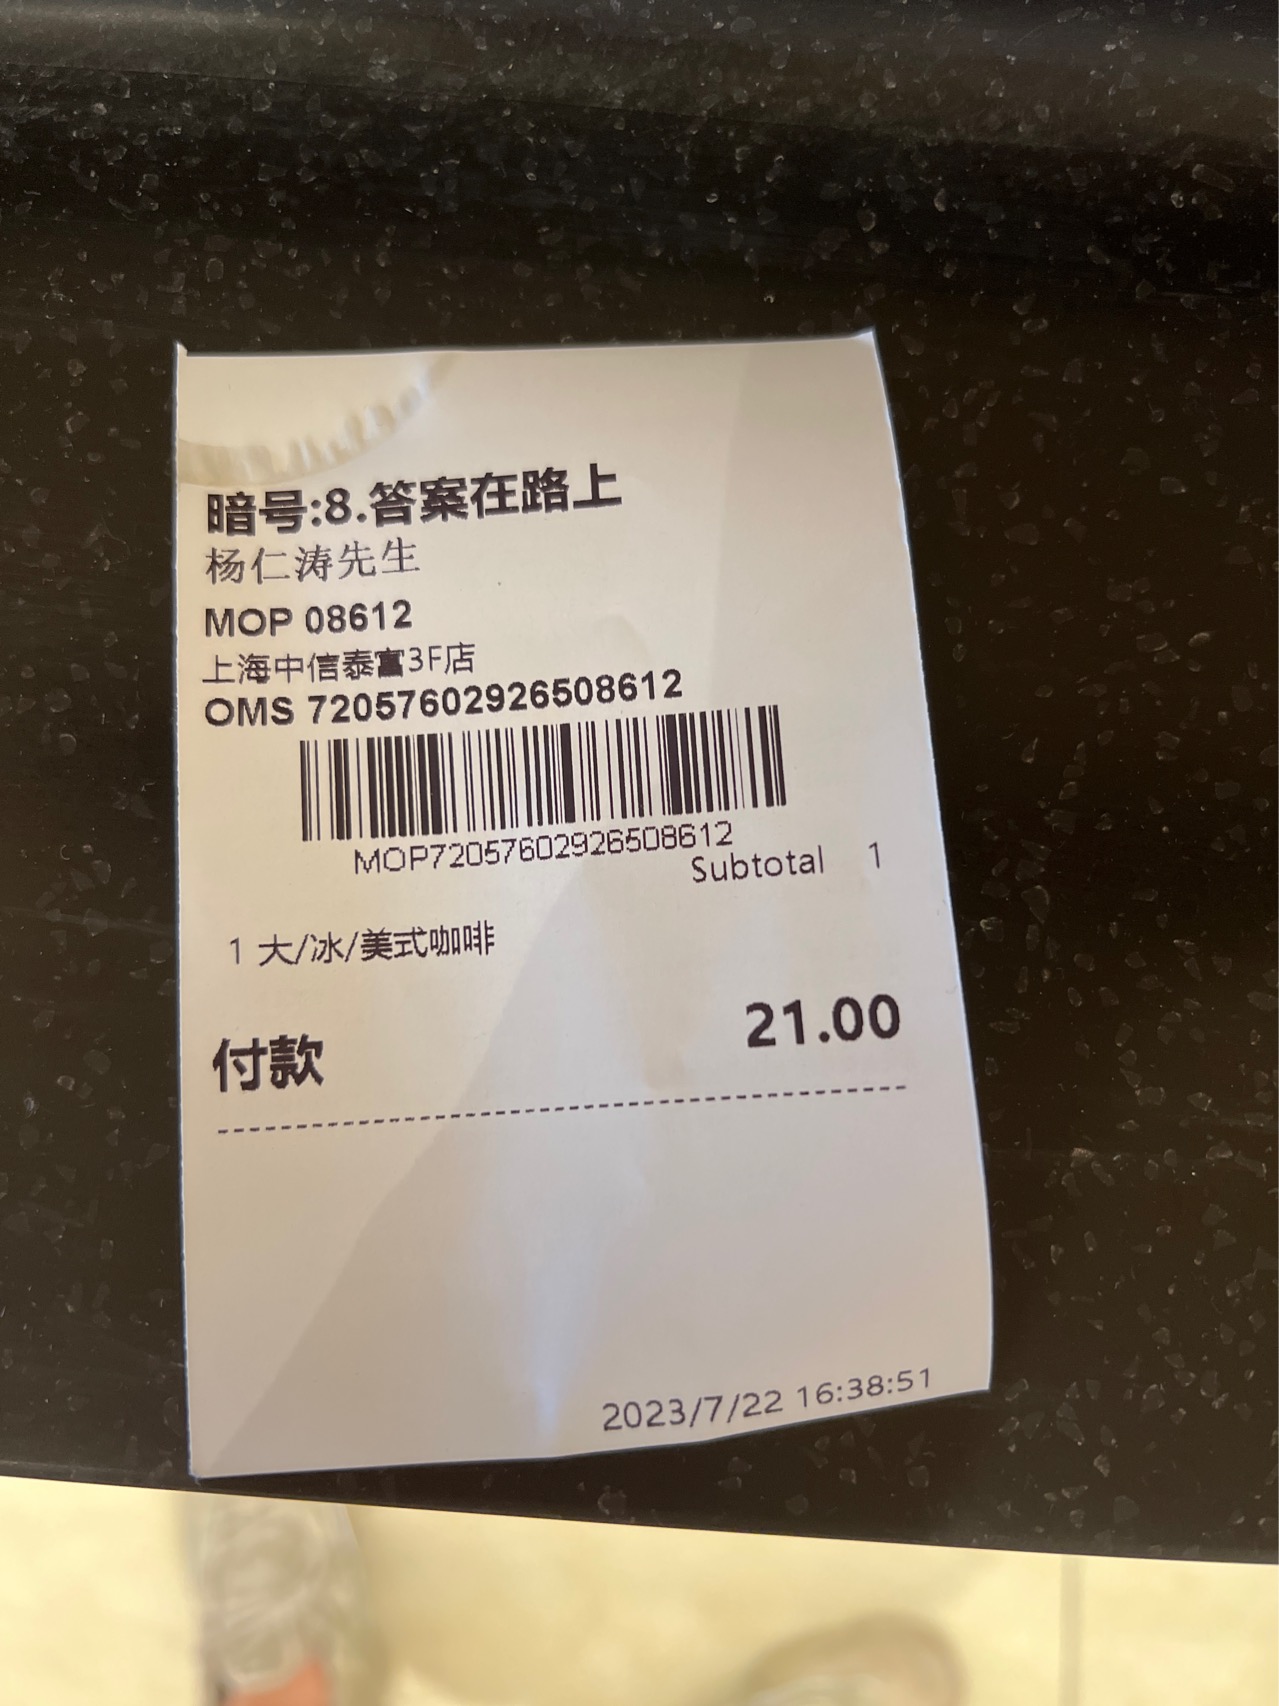 暗号:8.答案在路上
杨仁涛先生
MOP 08612
上海中信泰富3F店
OMS 72057602926508612
MOP72057602926508612
Subtotal 1
1 大/冰/美式咖啡
付款 21.00
2023/7/22 16:38:51